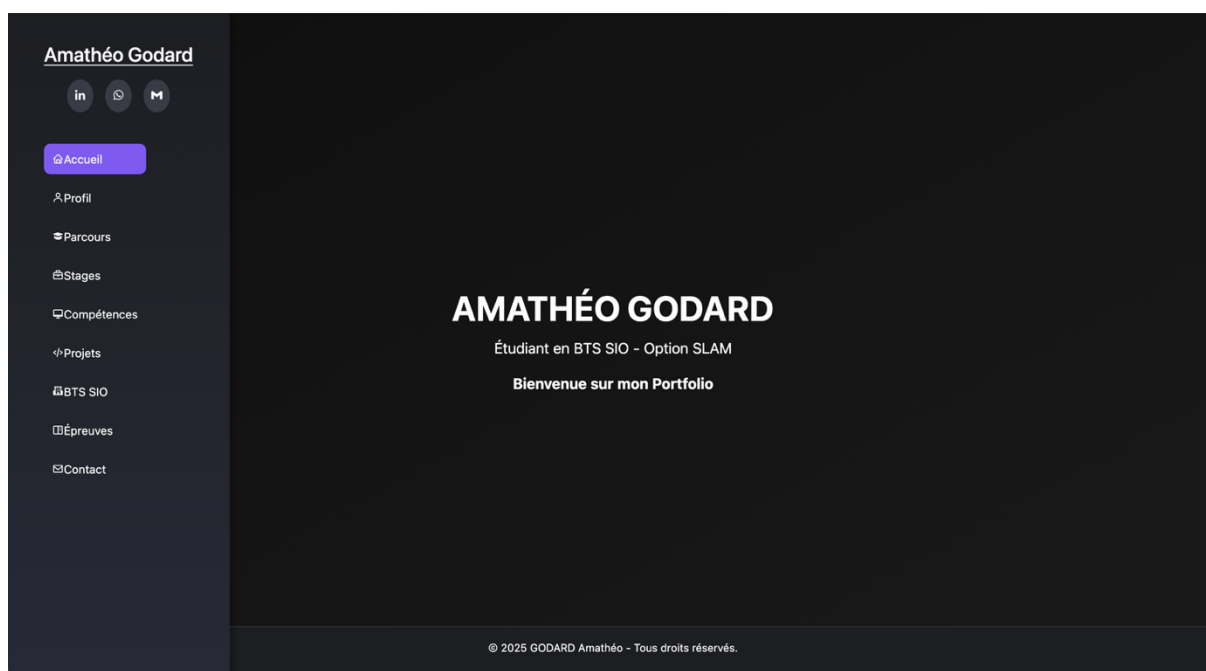 Amathéo Godard
in
Accueil
Profil
Parcours
Stages
Compétences
Projets
BTS SIO
Épreuves
Contact
AMATHÉO GODARD
Étudiant en BTS SIO - Option SLAM
Bienvenue sur mon Portfolio
© 2025 GODARD Amathéo - Tous droits réservés.